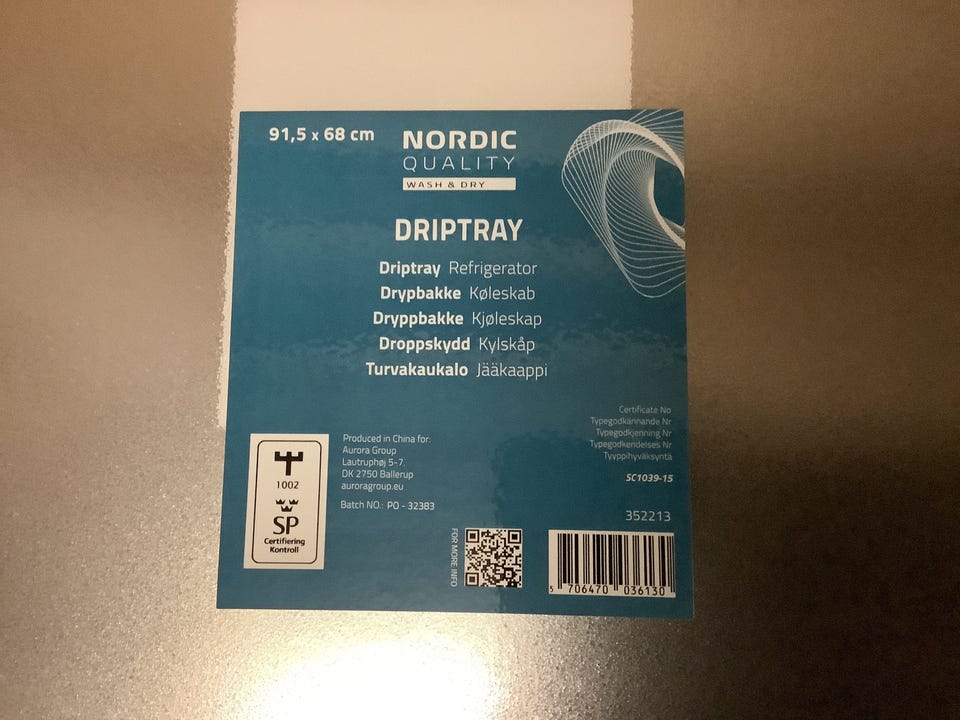 91,5 x 68 cm
NORDIC
QUALITY
WASH & DRY
DRIPTRAY
Driptray Refrigerator
Drypbakke Køleskab
Dryppbakke Kjøleskap
Droppskydd Kylskåp
Turvakaukalo Jääkaappi
Certificate No
Typegodkännande Nr
Typegodkjenning Nr
Typegodkendelses Nr
Tyyppihyväksyntä
SC1039-15
352213
1002
SP
Certifiering
Kontroll
Produced in China for:
Aurora Group
Lautruphøj 5-7.
DK 2750 Ballerup
auroragroup.eu
Batch NO.: PO - 32383
FOR MORE INFO
5 706470 036130